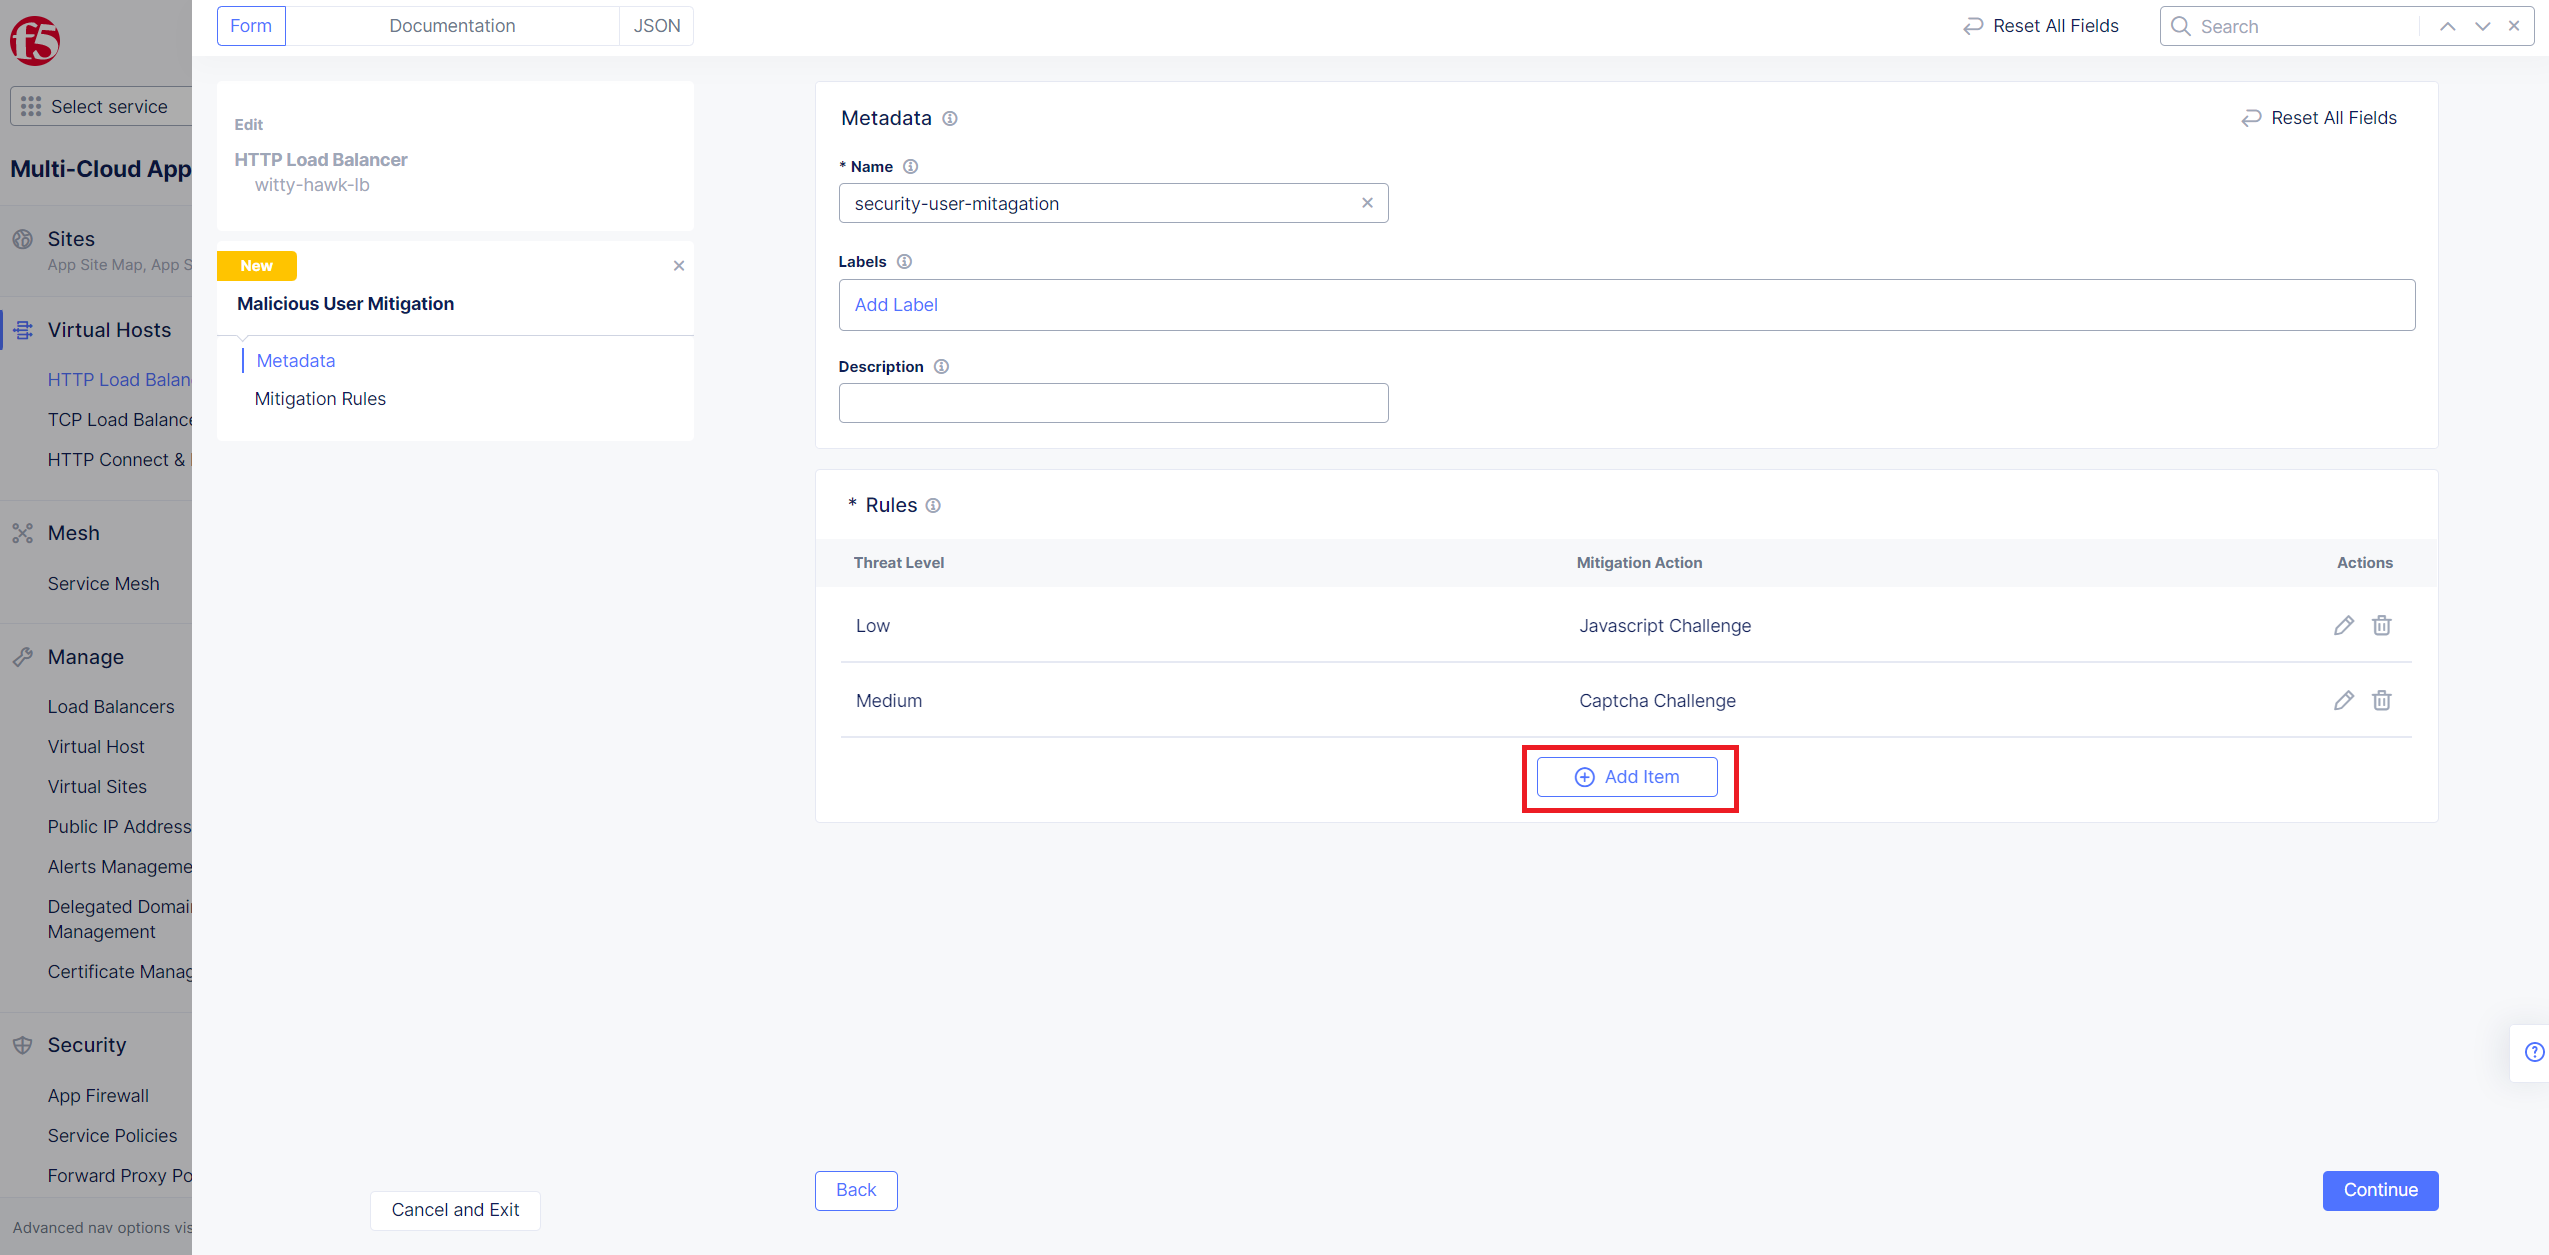 Form
Documentation
JSON
Reset All Fields
Search
f5
Select service
Multi-Cloud App
Sites
App Site Map, App S
Virtual Hosts
HTTP Load Balan
TCP Load Balance
HTTP Connect &
Mesh
Service Mesh
Manage
Load Balancers
Virtual Host
Virtual Sites
Public IP Address
Alerts Manageme
Delegated Domai
Management
Certificate Manag
Security
App Firewall
Service Policies
Forward Proxy Po
Advanced nav options vis
Edit
HTTP Load Balancer
witty-hawk-lb
New
Malicious User Mitigation
Metadata
Mitigation Rules
Cancel and Exit
Metadata
Reset All Fields
* Name
security-user-mitagation
Labels
Add Label
Description
* Rules
Threat Level Mitigation Action Actions
Low Javascript Challenge
Medium Captcha Challenge
Add Item
Back
Continue